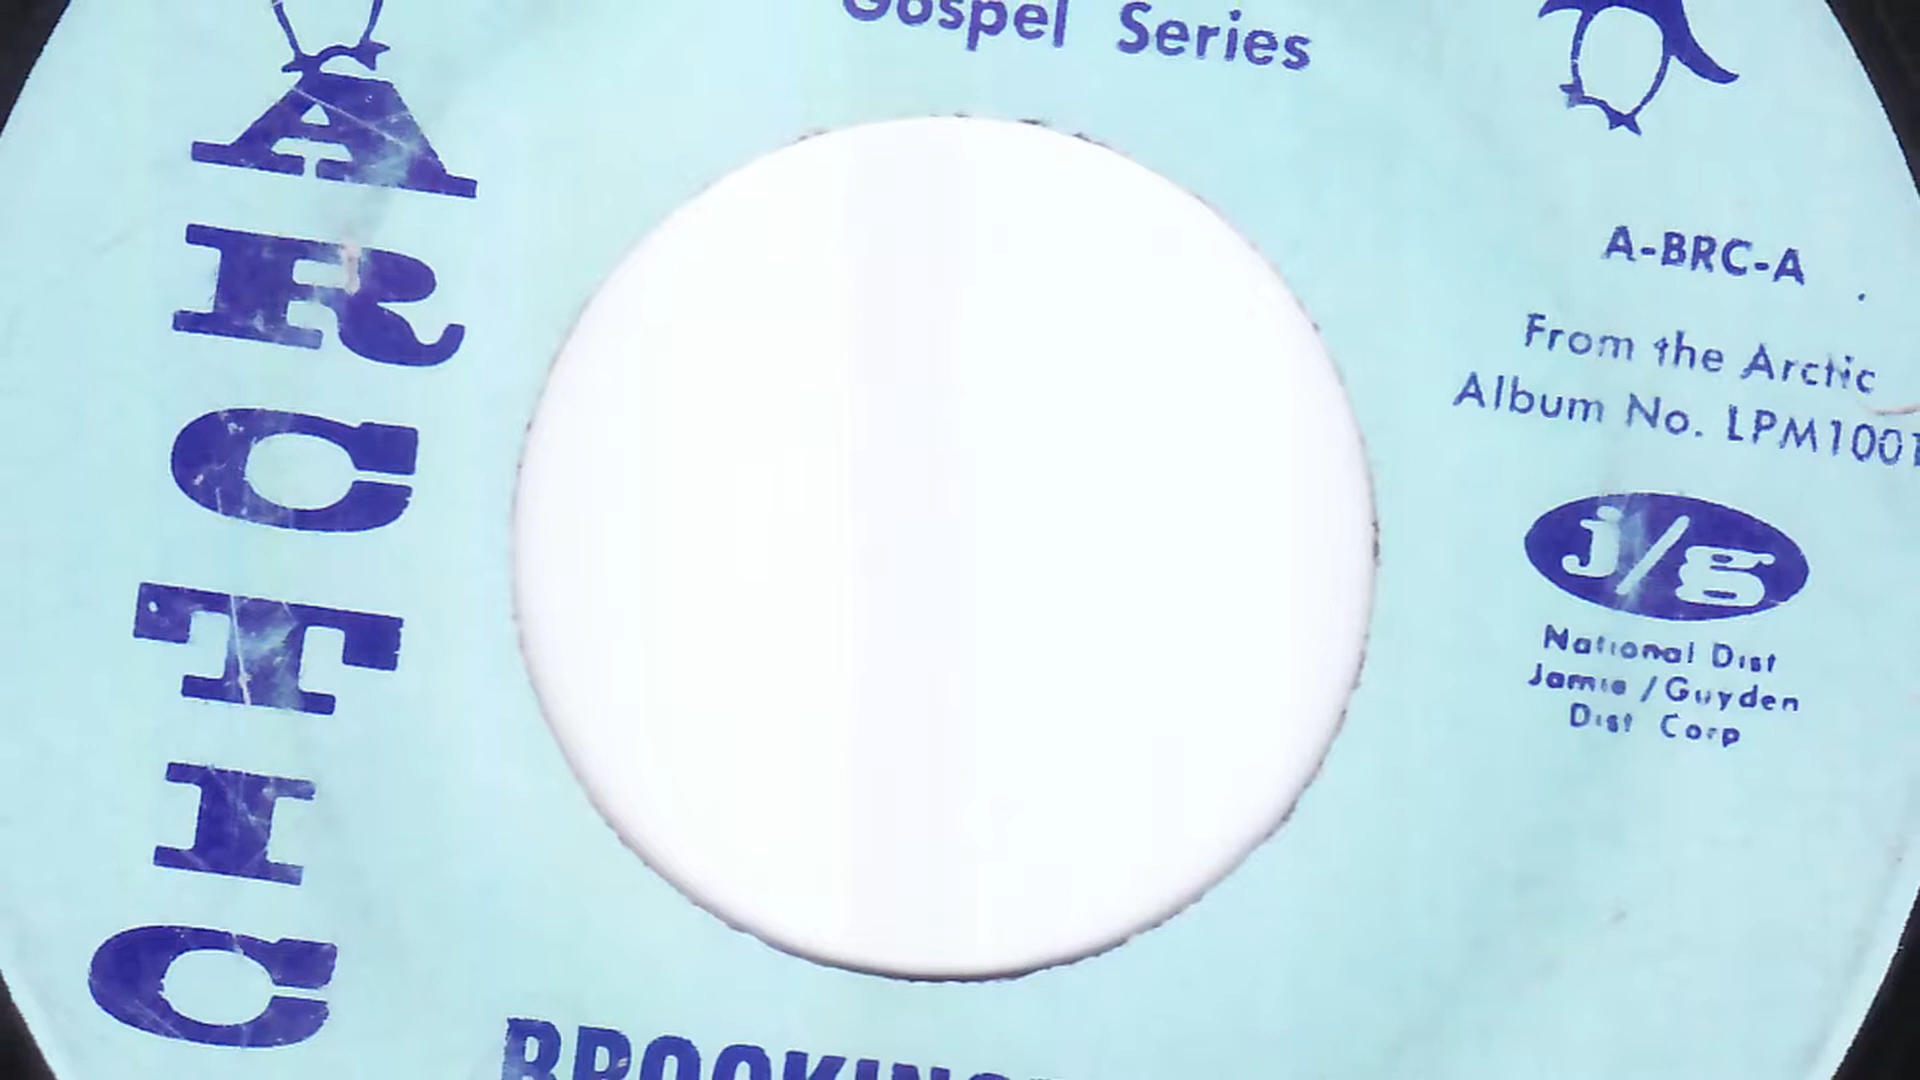 Gospel Series
ARCTIC
A-BRC-A
From the Arctic
Album No. LPM1001
j/g
National Dist
Jamie / Guyden
Dist Corp